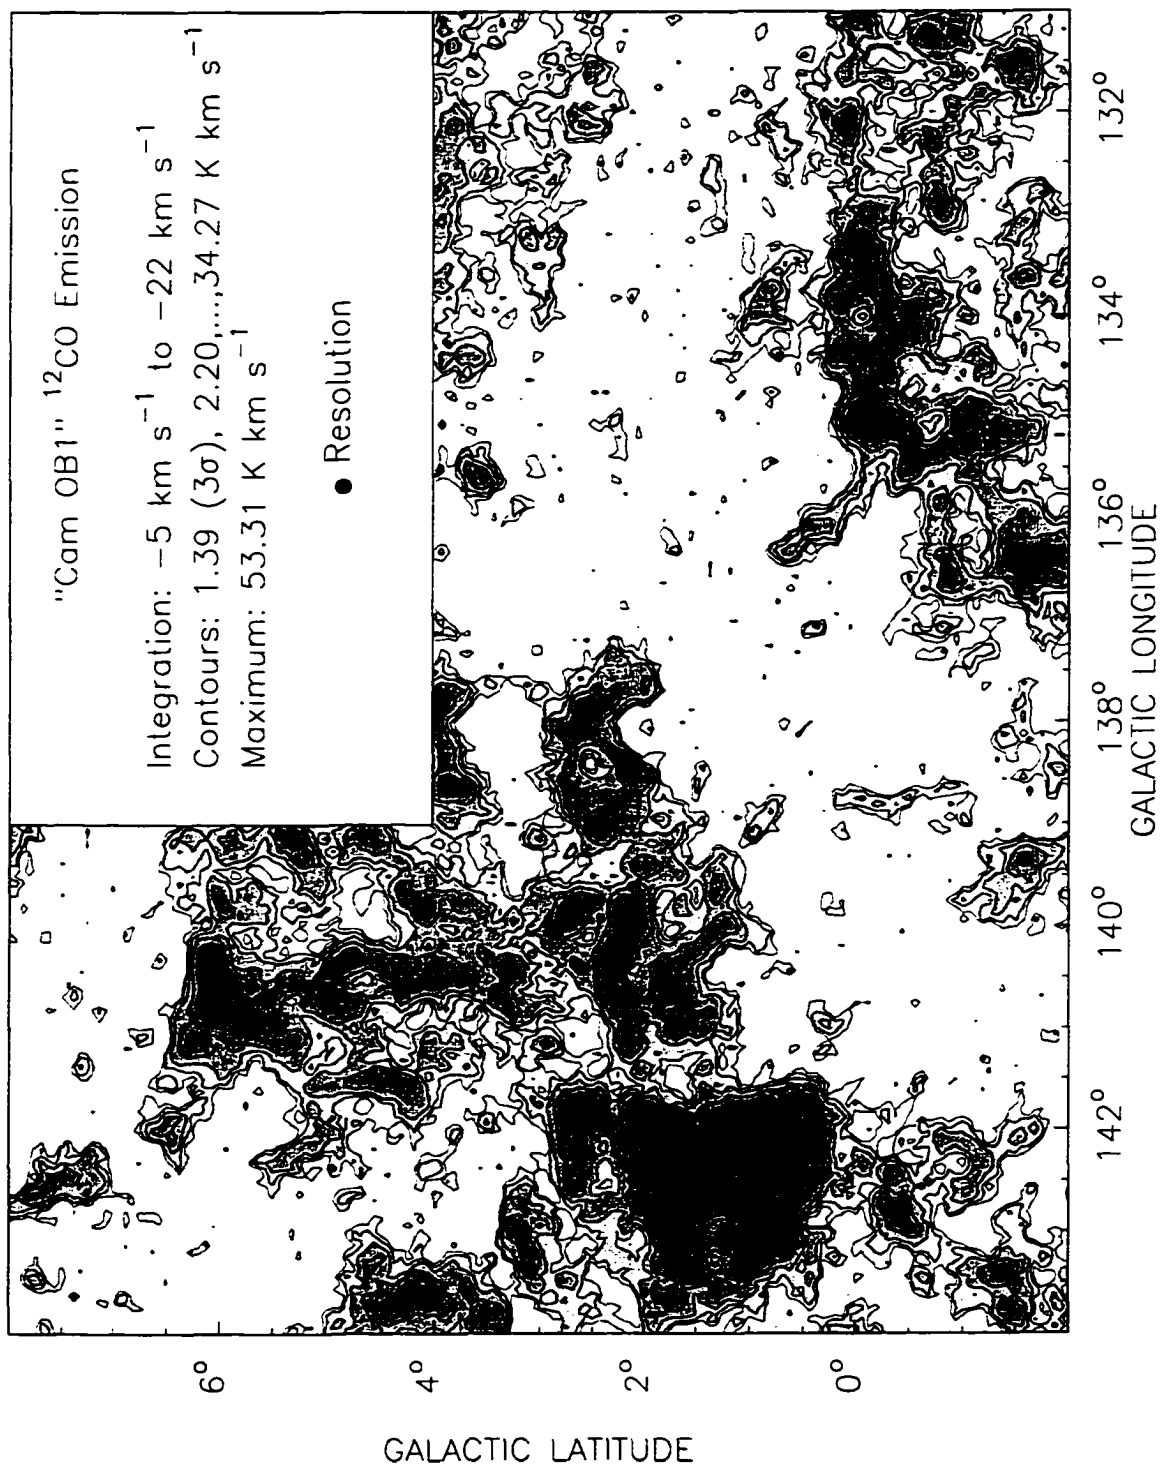 "Cam OB1" ¹²CO Emission
Integration: −5 km s⁻¹ to −22 km s⁻¹
Contours: 1.39 (3σ), 2.20,...,34.27 K km s⁻¹
Maximum: 53.31 K km s⁻¹
● Resolution
GALACTIC LATITUDE
6°
4°
2°
0°
142°
140°
138°
136°
134°
132°
GALACTIC LONGITUDE